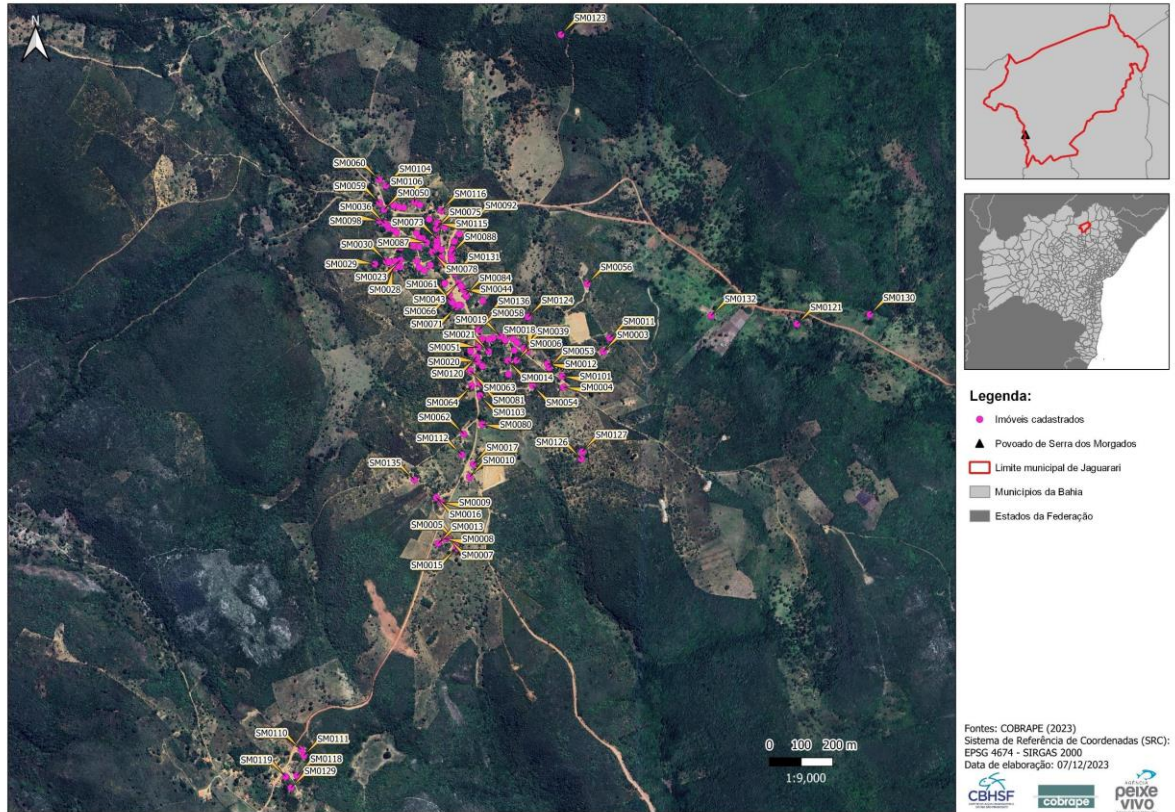 N
SM0123
SM0060
SM0104
SM0106
SM0059
SM0050
SM0116
SM0036
SM0075
SM0092
SM0098
SM0073
SM0115
SM0030
SM0087
SM0088
SM0029
SM0131
SM0023
SM0078
SM0028
SM0061
SM0084
SM0056
SM0043
SM0044
SM0066
SM0136
SM0124
SM0071
SM0058
SM0132
SM0121
SM0130
SM0019
SM0021
SM0018
SM0039
SM0011
SM0003
SM0051
SM0006
SM0053
SM0020
SM0012
SM0120
SM0014
SM0101
SM0004
SM0064
SM0063
SM0054
SM0081
SM0103
SM0062
SM0080
SM0112
SM0127
SM0126
SM0017
SM0135
SM0010
SM0009
SM0016
SM0005
SM0013
SM0008
SM0007
SM0015
SM0110
SM0111
SM0118
SM0119
SM0129
0 100 200 m
1:9,000
Legenda:
Imóveis cadastrados
Povoado de Serra dos Morgados
Limite municipal de Jaguarari
Municípios da Bahia
Estados da Federação
Fontes: COBRAPE (2023)
Sistema de Referência de Coordenadas (SRC):
EPSG 4674 - SIRGAS 2000
Data de elaboração: 07/12/2023
CBHSF
cobrape
AGÊNCIA
peixe
vivo